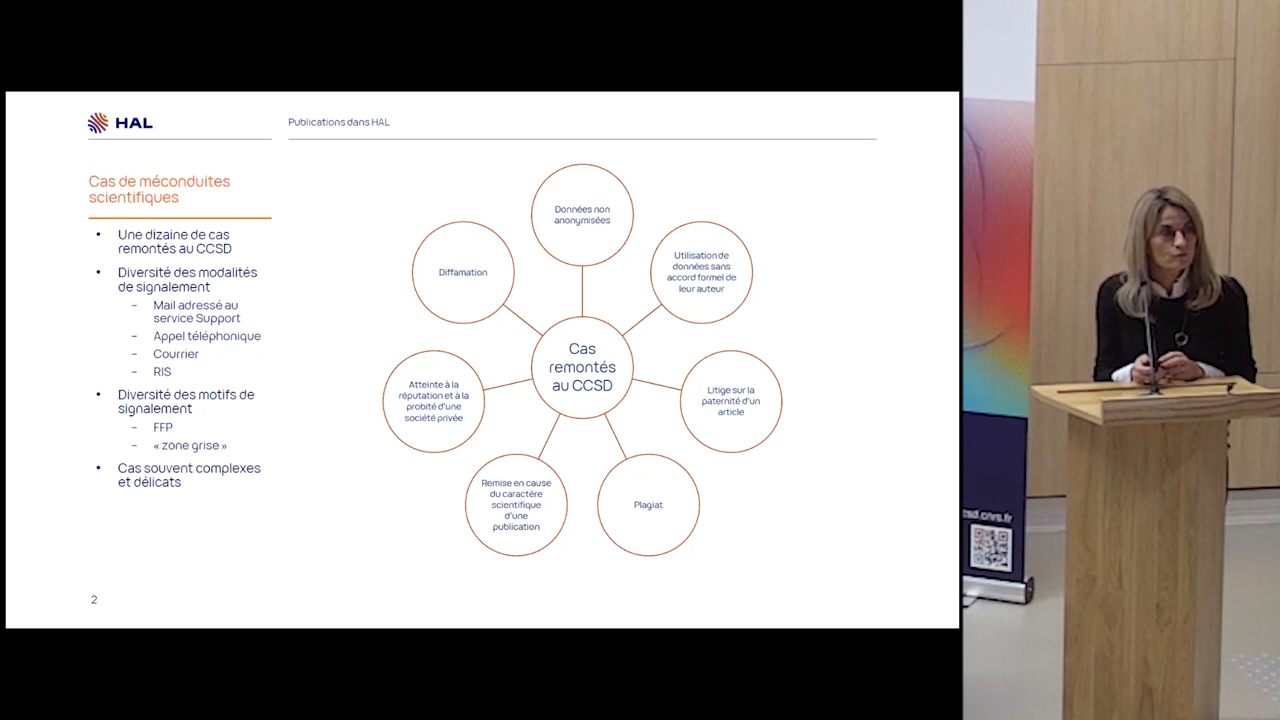 HAL
Publications dans HAL
Cas de méconduites
scientifiques
• Une dizaine de cas
remontés au CCSD
• Diversité des modalités
de signalement
– Mail adressé au
service Support
– Appel téléphonique
– Courrier
– RIS
• Diversité des motifs de
signalement
– FFP
– « zone grise »
• Cas souvent complexes
et délicats
Données non
anonymisées
Utilisation de
données sans
accord formel de
leur auteur
Litige sur la
paternité d'un
article
Plagiat
Remise en cause
du caractère
scientifique
d'une
publication
Atteinte à la
réputation et à la
probité d'une
société privée
Diffamation
Cas
remontés
au CCSD
2
csd.cnrs.fr